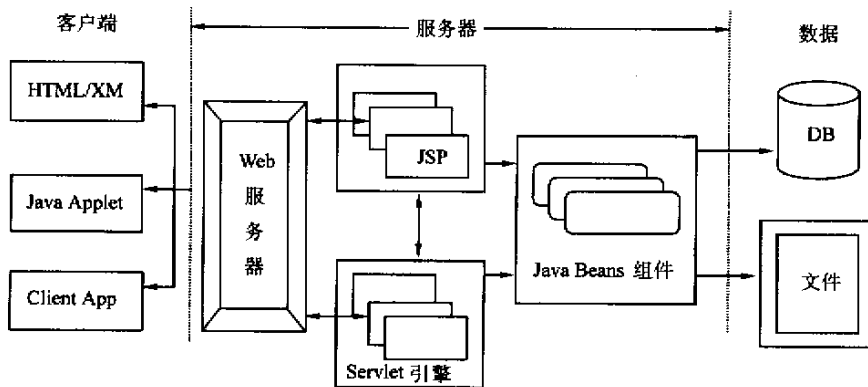 客户端
服务器
数据
HTML/XM
Java Applet
Client App
Web
服
务
器
JSP
Servlet 引擎
Java Beans 组件
DB
文件